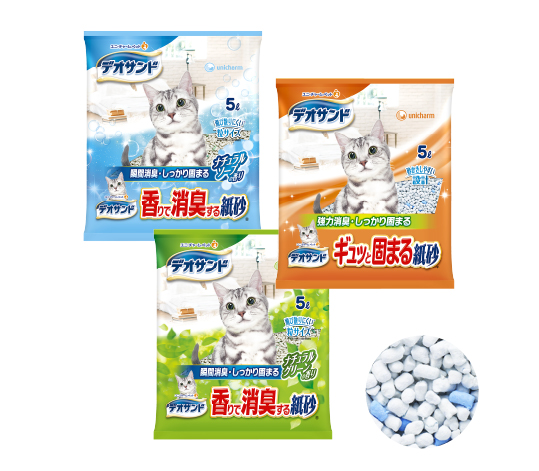 ユニ・チャームペット
デオサンド
unicharm
5ℓ
飛び散りにくい
粒サイズ
瞬間消臭・しっかり固まる
ナチュラル
ソープの香り
デオサンド
香りで消臭する紙砂
ユニ・チャームペット
デオサンド
unicharm
5ℓ
設計
強力消臭・しっかり固まる
デオサンド
ギュッと固まる紙砂
ユニ・チャームペット
デオサンド
5ℓ
飛び散りにくい
粒サイズ
瞬間消臭・しっかり固まる
ナチュラル
グリーンの香り
デオサンド
香りで消臭する紙砂